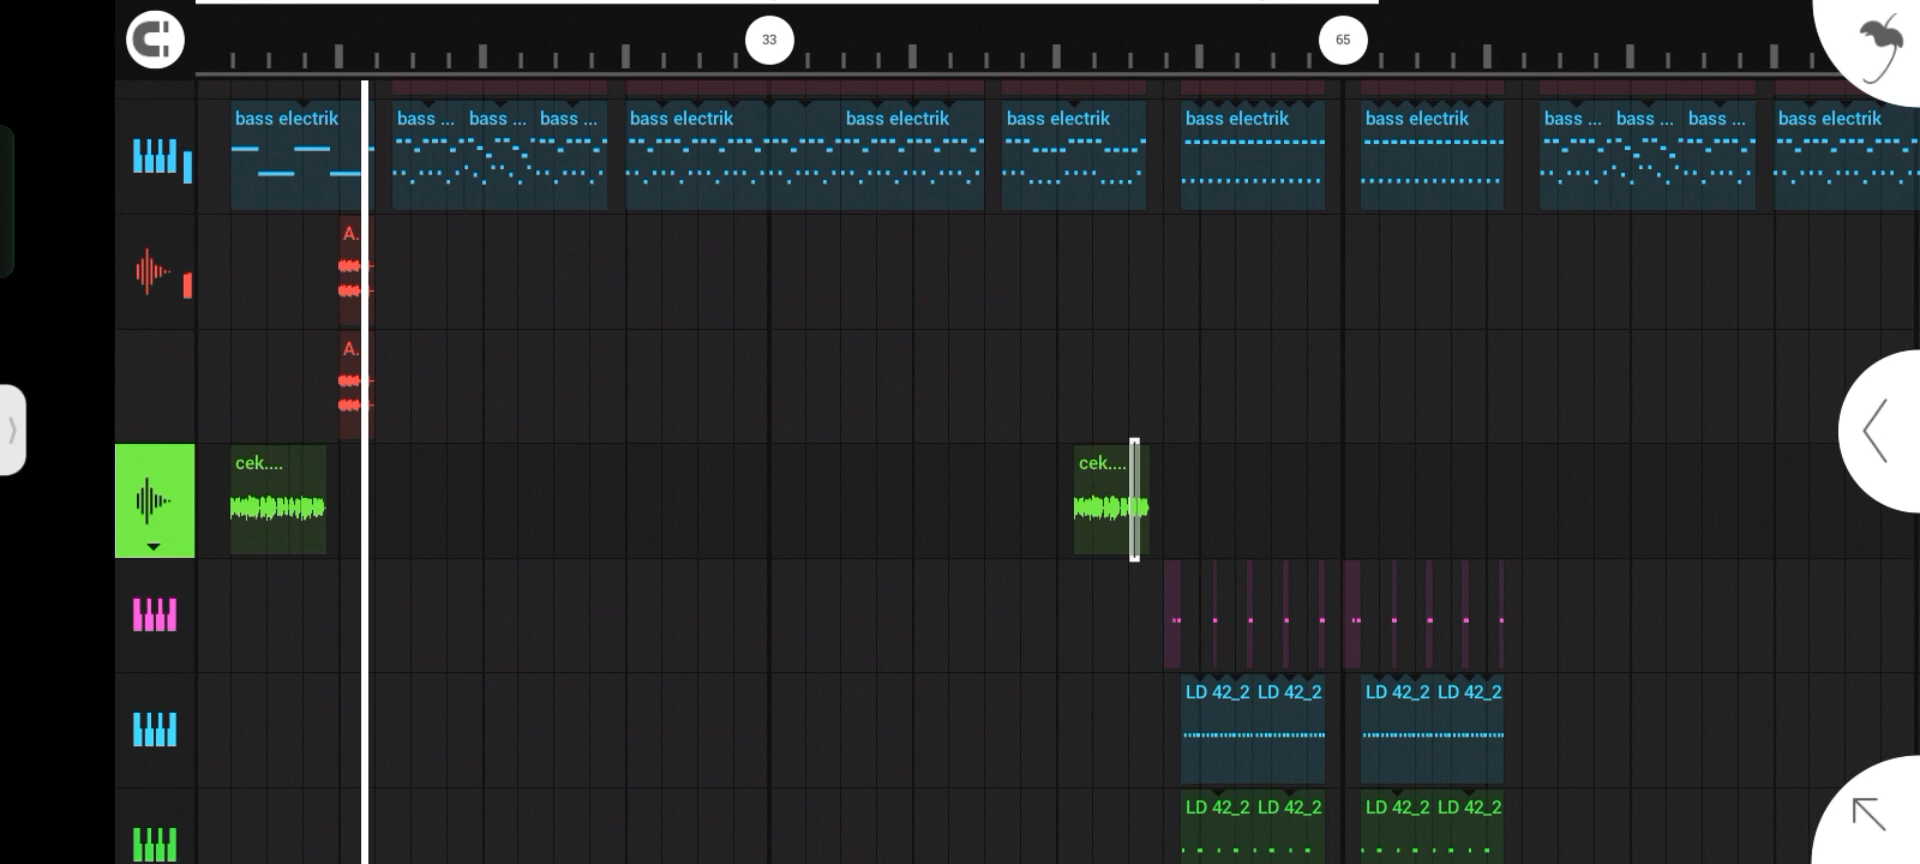 33
65
bass electrik
bass ...
bass ...
bass ...
bass electrik
bass electrik
bass electrik
bass electrik
bass electrik
bass ...
bass ...
bass ...
bass electrik
A.
A.
cek....
cek....
LD 42_2
LD 42_2
LD 42_2
LD 42_2
LD 42_2
LD 42_2
LD 42_2
LD 42_2